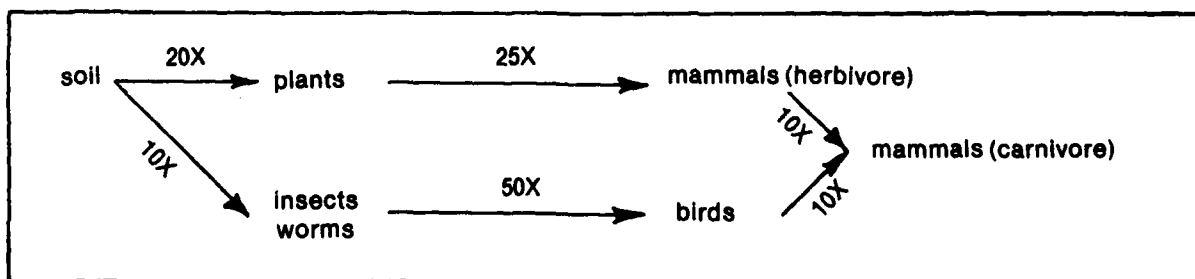 20X
25X
soil
plants
mammals (herbivore)
10X
10X
mammals (carnivore)
insects
worms
50X
birds
10X